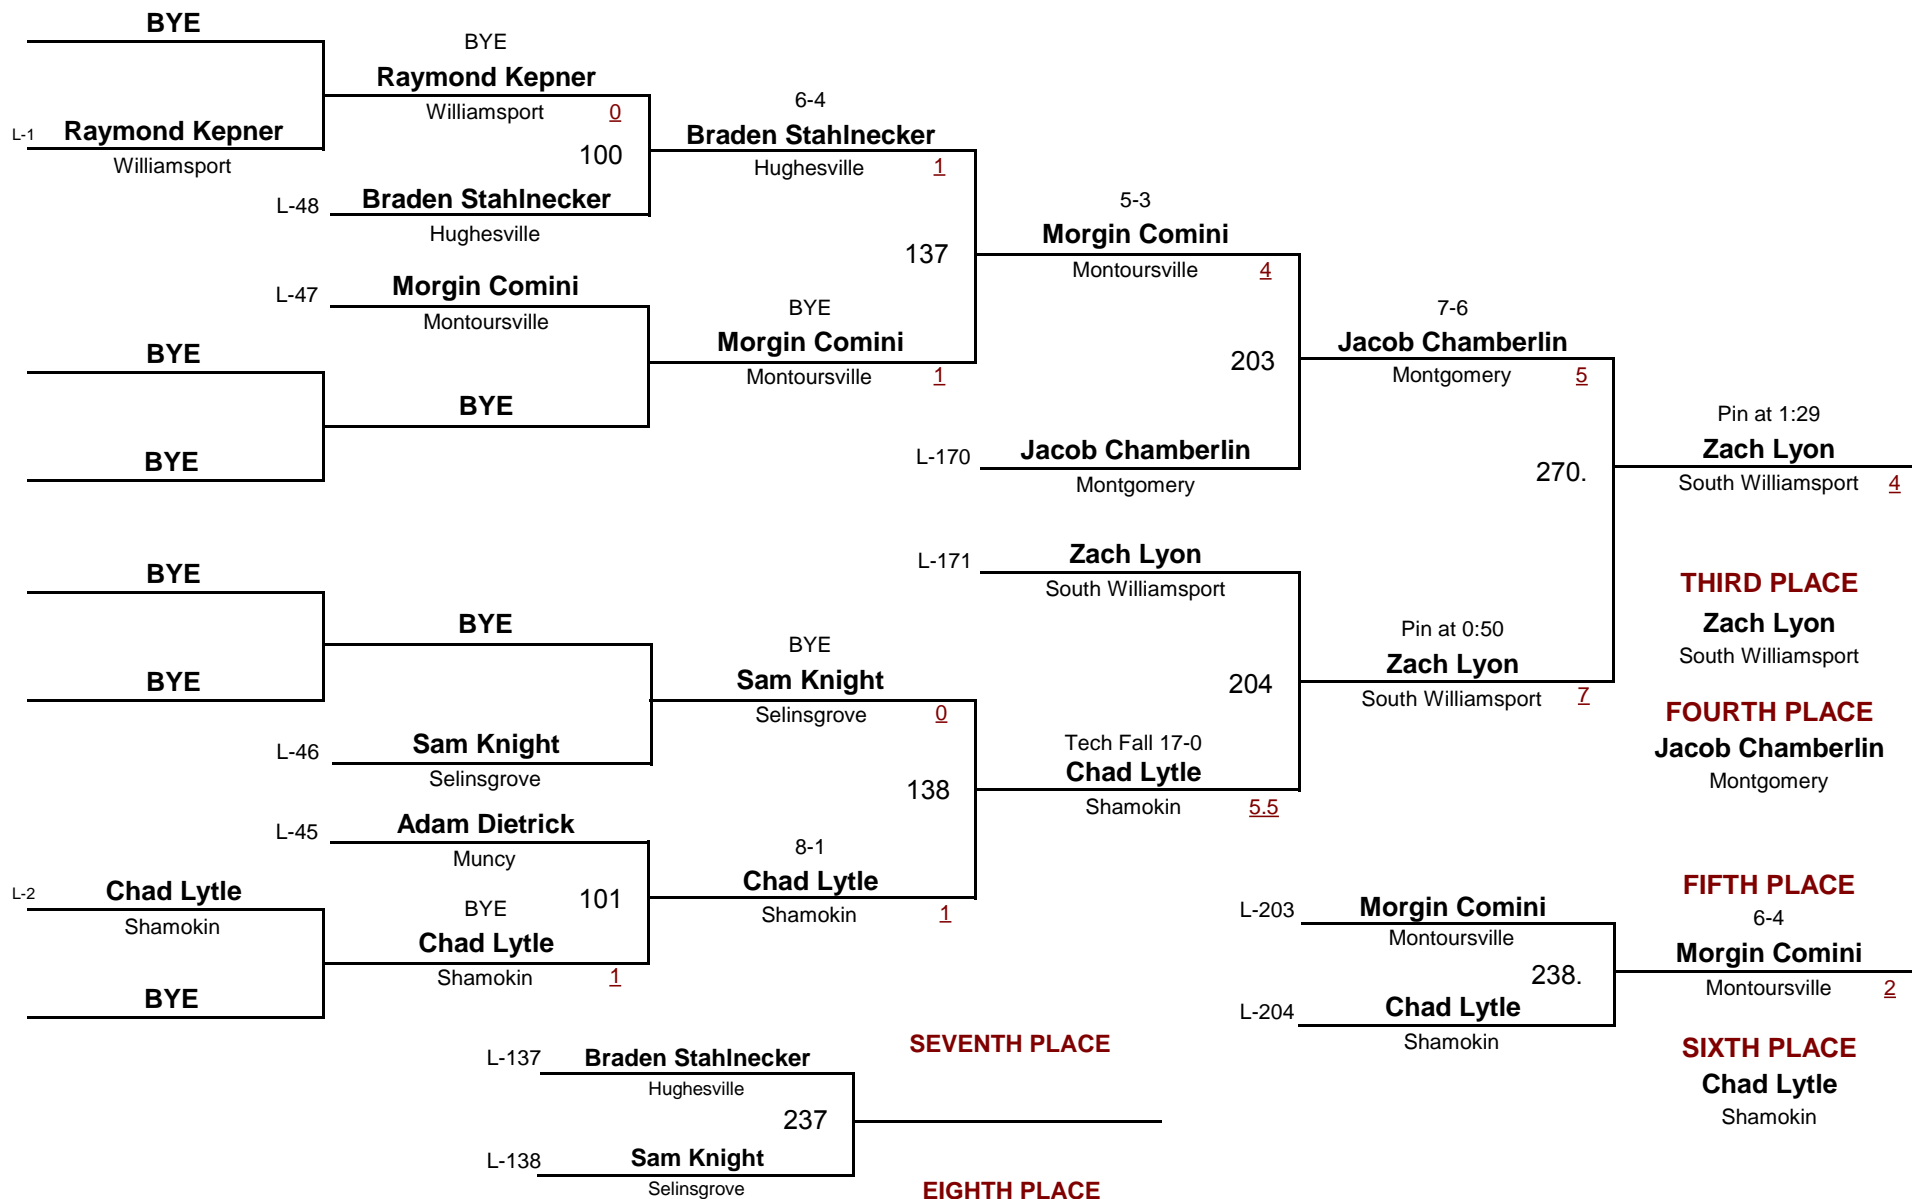 BYE
L-1 Raymond Kepner
Williamsport
BYE
Raymond Kepner
Williamsport 0
100
L-48 Braden Stahlnecker
Hughesville
6-4
Braden Stahlnecker
Hughesville 1
L-47 Morgin Comini
Montoursville
BYE
BYE
BYE
BYE
Morgin Comini
Montoursville 1
137
5-3
Morgin Comini
Montoursville 4
203
L-170 Jacob Chamberlin
Montgomery
7-6
Jacob Chamberlin
Montgomery 5
270.
Pin at 1:29
Zach Lyon
South Williamsport 4
BYE
BYE
BYE
L-46 Sam Knight
Selinsgrove
BYE
Sam Knight
Selinsgrove 0
L-45 Adam Dietrick
Muncy
L-2 Chad Lytle
Shamokin
BYE
BYE
Chad Lytle
Shamokin 1
101
8-1
Chad Lytle
Shamokin 1
138
Tech Fall 17-0
Chad Lytle
Shamokin 5.5
L-171 Zach Lyon
South Williamsport
204
Pin at 0:50
Zach Lyon
South Williamsport 7
THIRD PLACE
Zach Lyon
South Williamsport
FOURTH PLACE
Jacob Chamberlin
Montgomery
L-203 Morgin Comini
Montoursville
238.
L-204 Chad Lytle
Shamokin
FIFTH PLACE
6-4
Morgin Comini
Montoursville 2
SIXTH PLACE
Chad Lytle
Shamokin
SEVENTH PLACE
L-137 Braden Stahlnecker
Hughesville
237
L-138 Sam Knight
Selinsgrove
EIGHTH PLACE